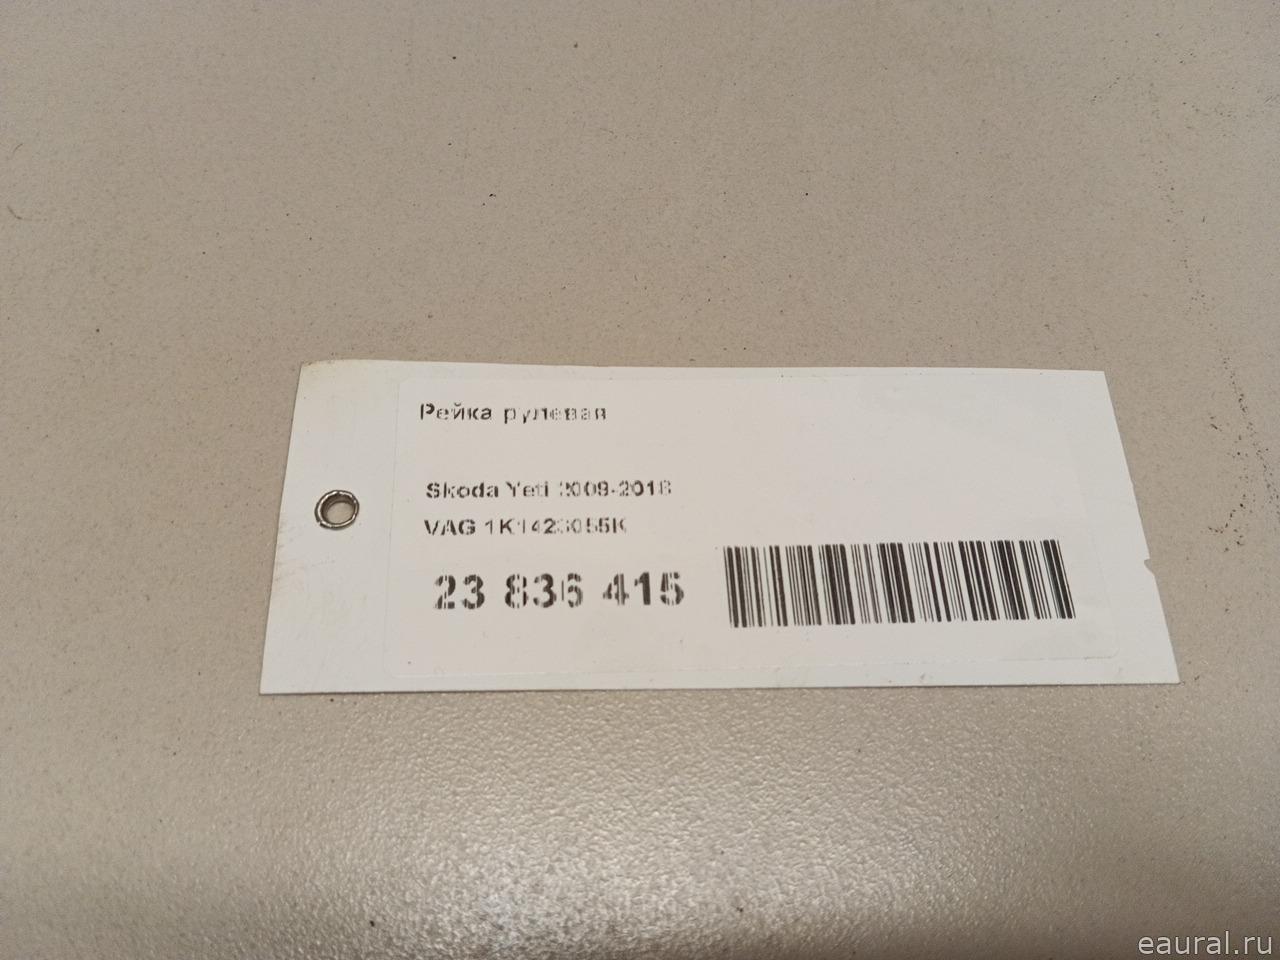 Рейка рулевая
Skoda Yeti 2009-2018
VAG 1K1423055K
23 836 415
eaural.ru